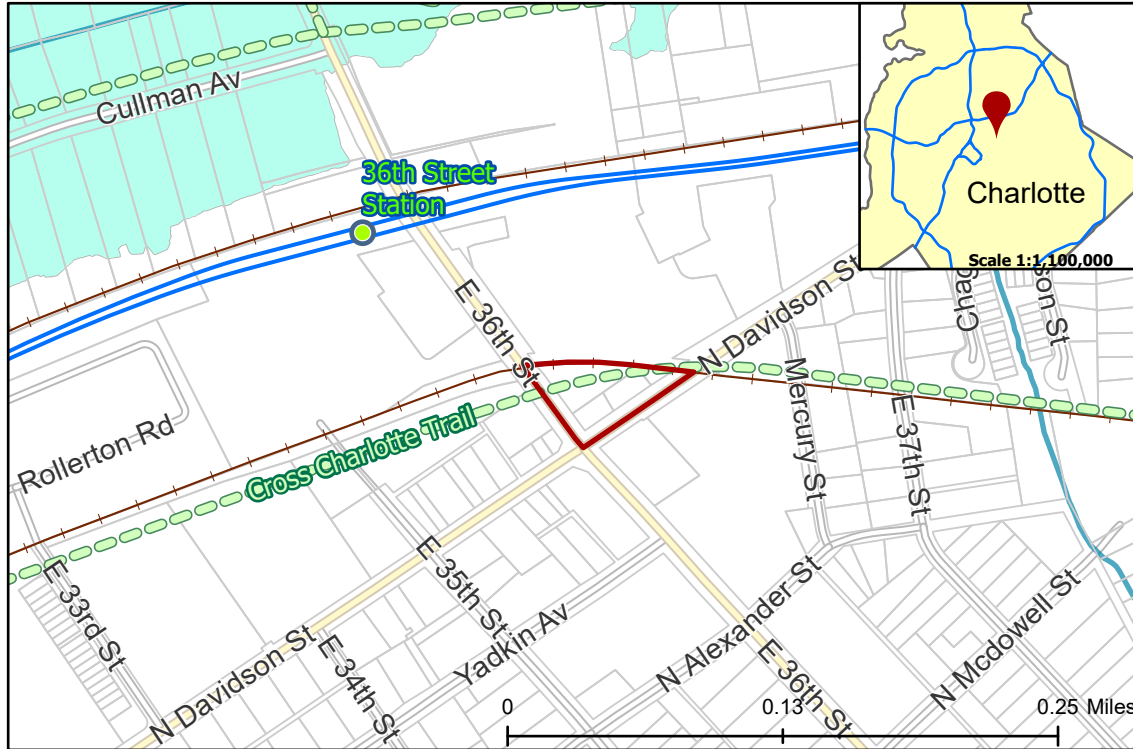 Cullman Av
36th Street
Station
Charlotte
Scale 1:1,100,000
E 36th St
N Davidson St
son St
Mercury St
E 37th St
Rollerton Rd
Cross Charlotte Trail
E 33rd St
E 35th St
E 34th St
Yadkin Av
N Davidson St
N Alexander St
E 36th St
N Mcdowell St
0
0.13
0.25 Miles